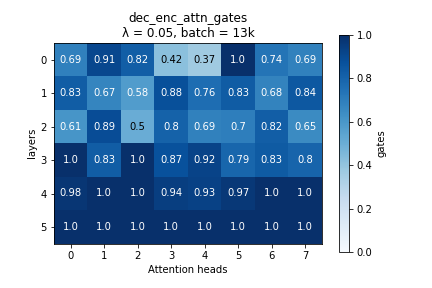 dec_enc_attn_gates
λ = 0.05, batch = 13k
0 0.69 0.91 0.82 0.42 0.37 1.0 0.74 0.69
1 0.83 0.67 0.58 0.88 0.76 0.83 0.68 0.84
2 0.61 0.89 0.5 0.8 0.69 0.7 0.82 0.65
3 1.0 0.83 1.0 0.87 0.92 0.79 0.83 0.8
4 0.98 1.0 1.0 0.94 0.93 0.97 1.0 1.0
5 1.0 1.0 1.0 1.0 1.0 1.0 1.0 1.0
0 1 2 3 4 5 6 7
Attention heads
layers
1.0
0.8
0.6
0.4
0.2
0.0
gates